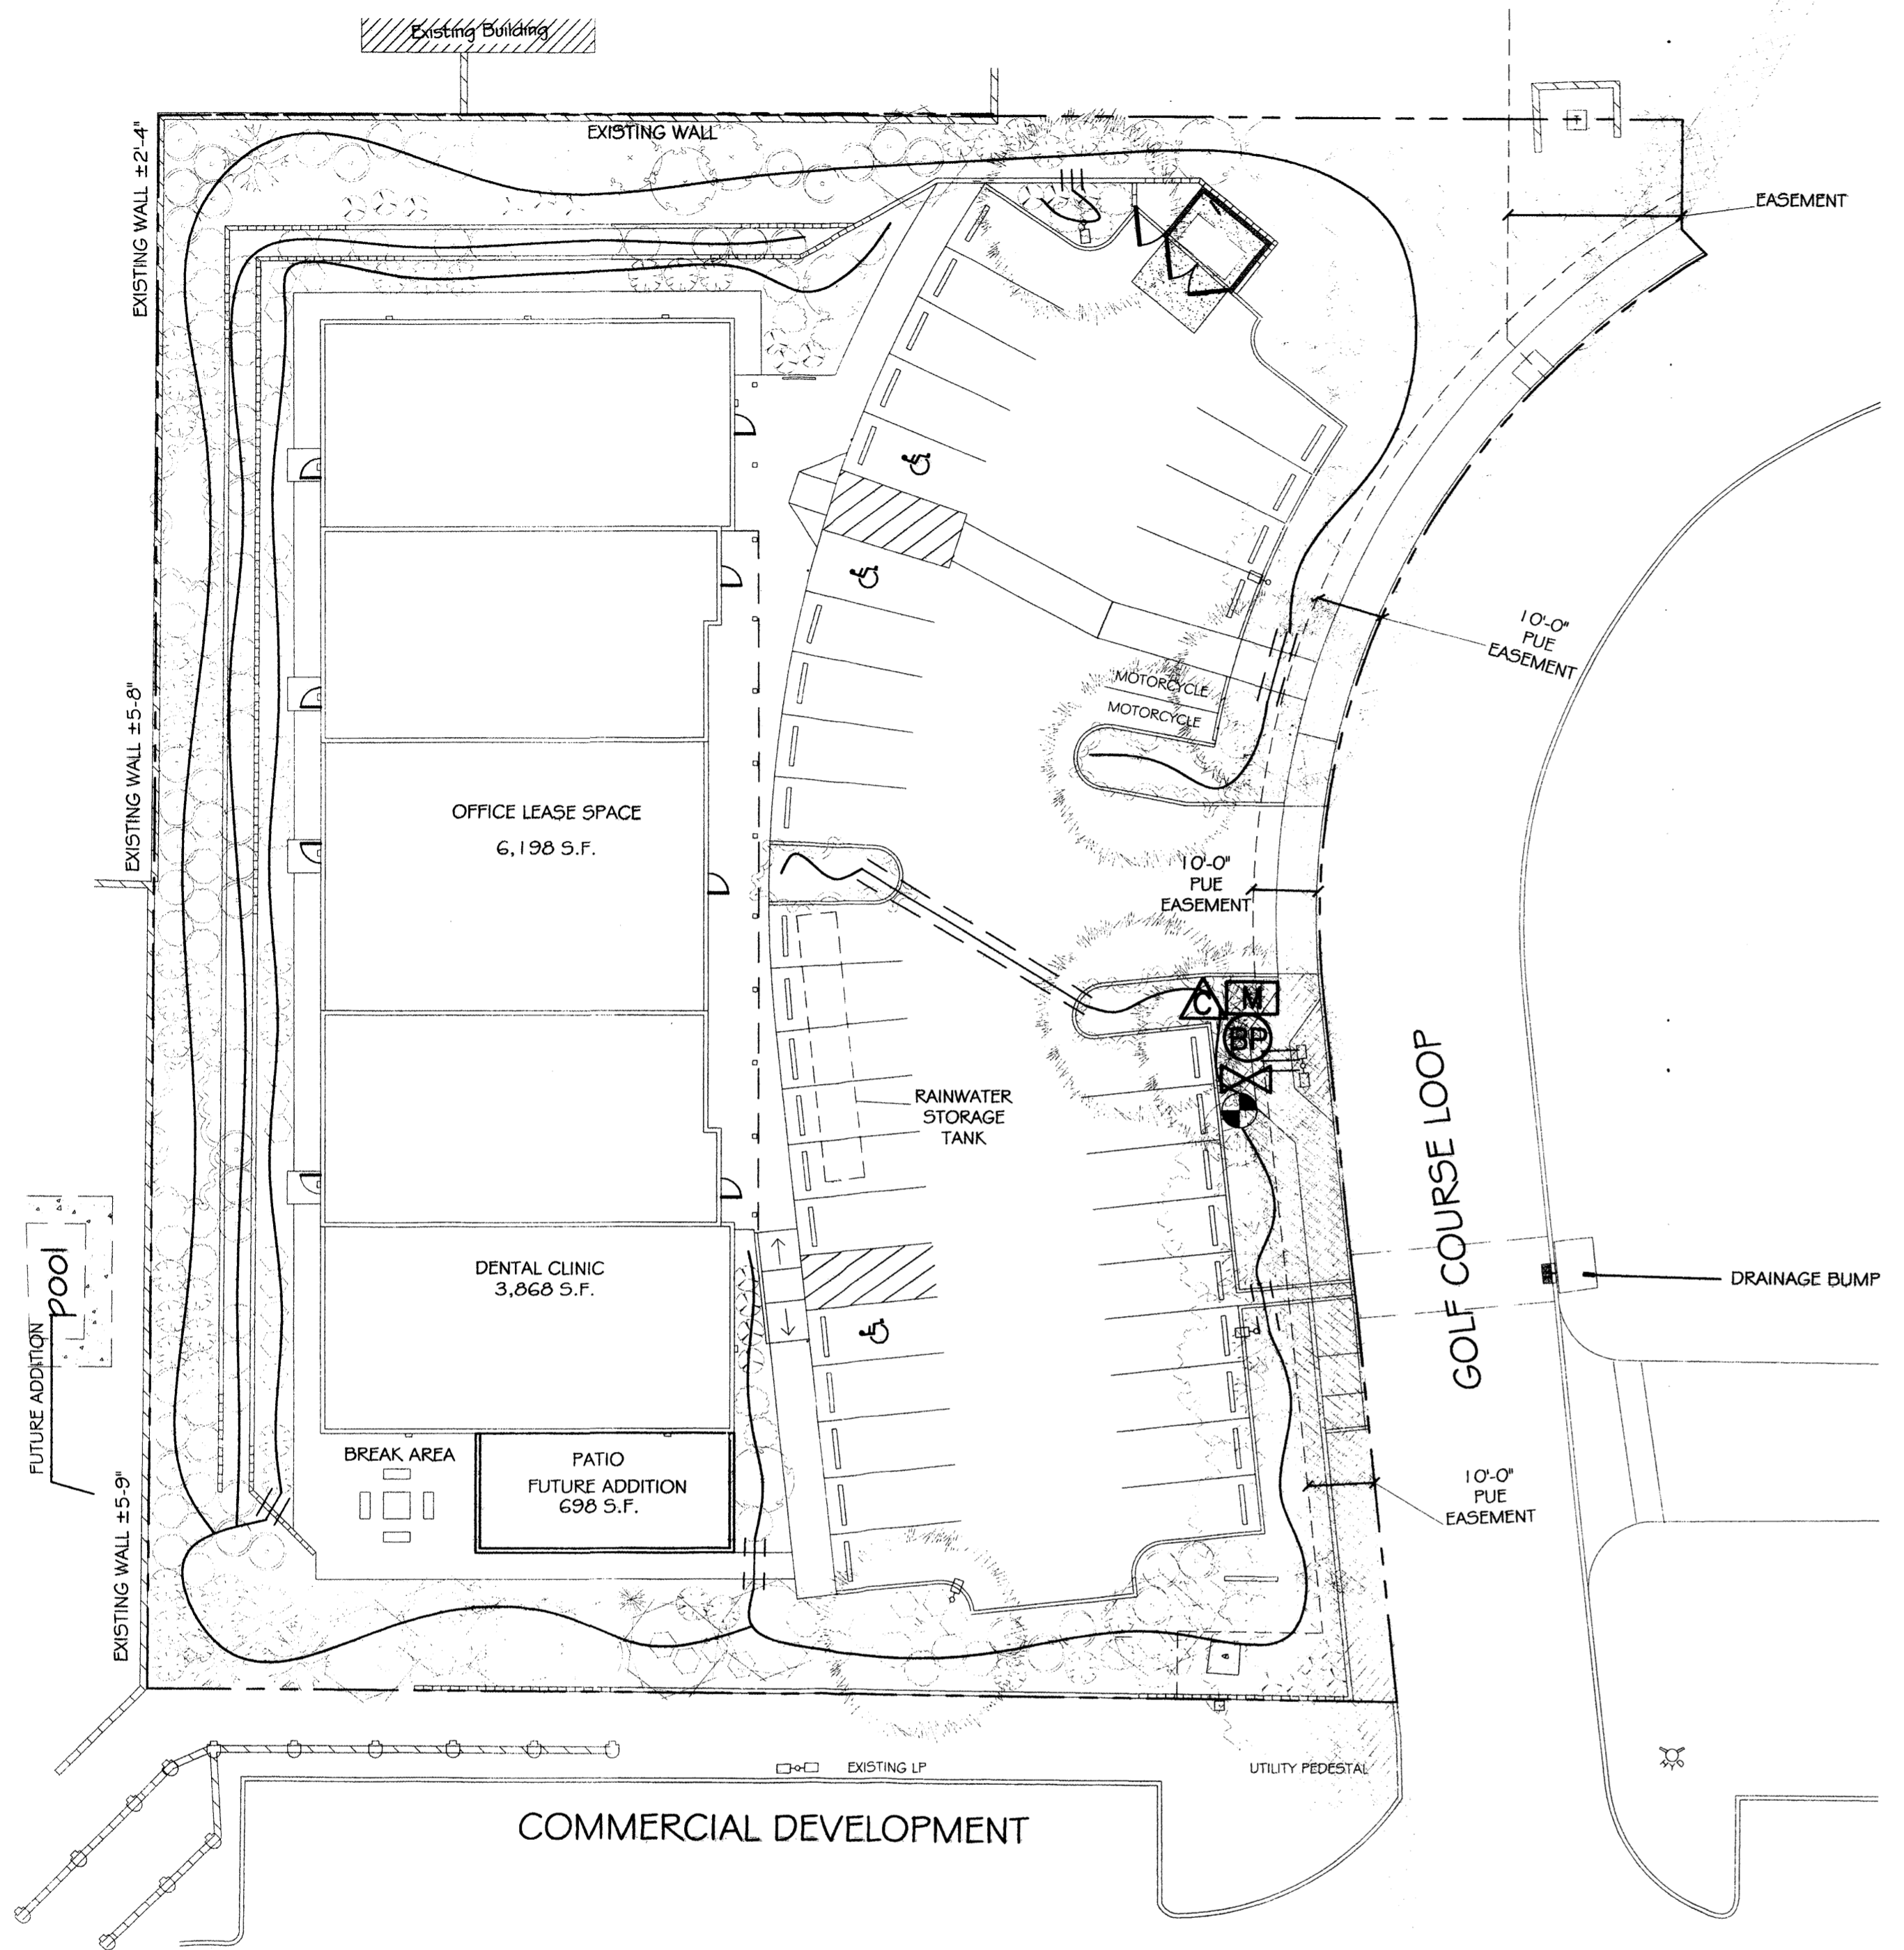 Existing Building
EXISTING WALL
EXISTING WALL ±2'-4"
EASEMENT
10'-0"
PUE
EASEMENT
MOTORCYCLE
MOTORCYCLE
EXISTING WALL ±5-8"
OFFICE LEASE SPACE
6,198 S.F.
10'-0"
PUE
EASEMENT
C
M
BP
RAINWATER
STORAGE
TANK
GOLF COURSE LOOP
pool
FUTURE ADDITION
DENTAL CLINIC
3,868 S.F.
DRAINAGE BUMP
BREAK AREA
PATIO
FUTURE ADDITION
698 S.F.
10'-0"
PUE
EASEMENT
EXISTING WALL ±5-9"
EXISTING LP
UTILITY PEDESTAL
COMMERCIAL DEVELOPMENT